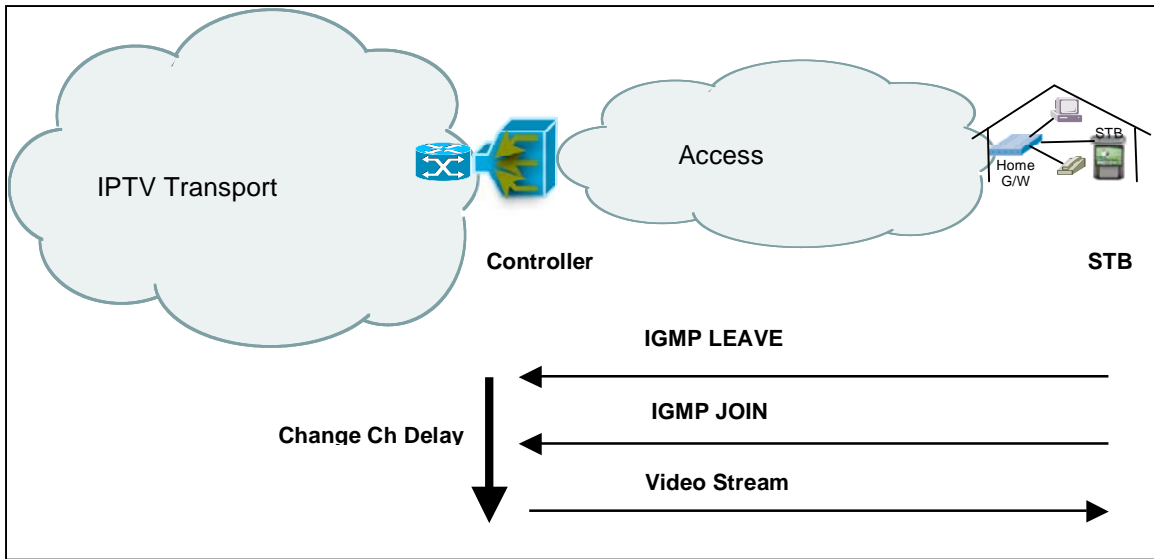 IPTV Transport
Access
STB
Home
G/W
Controller
STB
IGMP LEAVE
IGMP JOIN
Change Ch Delay
Video Stream